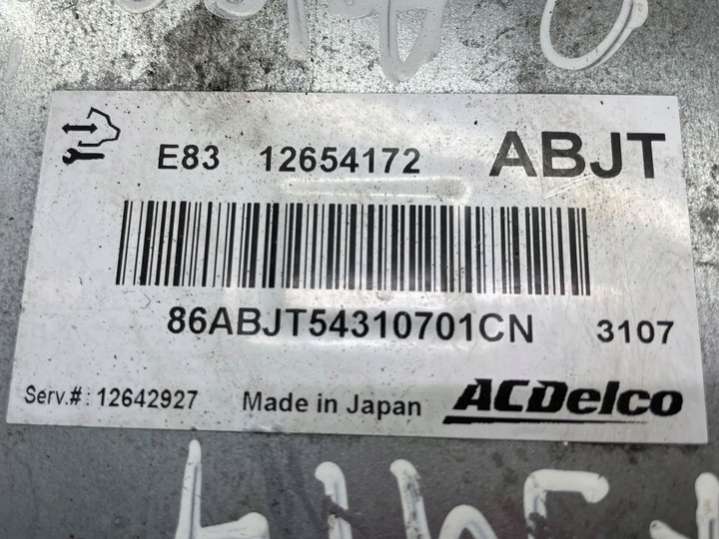 E83 12654172 ABJT
86ABJT54310701CN 3107
Serv.#: 12642927 Made in Japan ACDelco